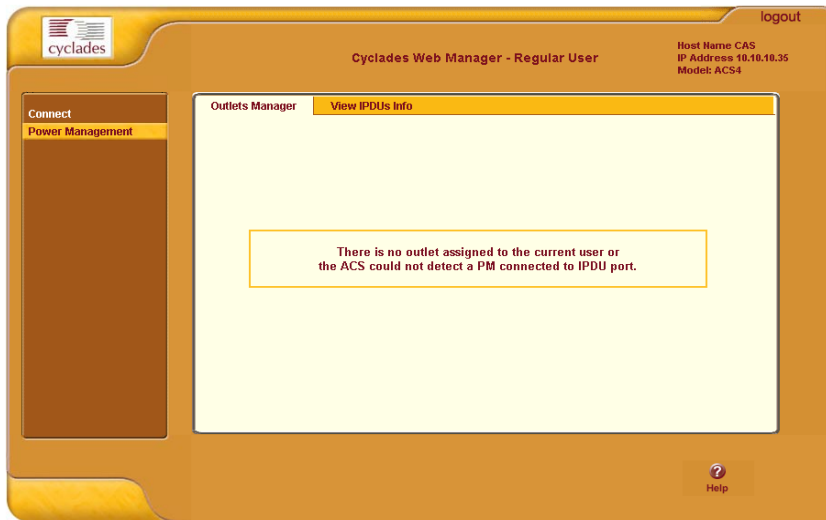 logout
cyclades
Cyclades Web Manager - Regular User
Host Name CAS
IP Address 10.10.10.35
Model: ACS4
Connect
Power Management
Outlets Manager
View IPDUs Info
There is no outlet assigned to the current user or
the ACS could not detect a PM connected to IPDU port.
?
Help